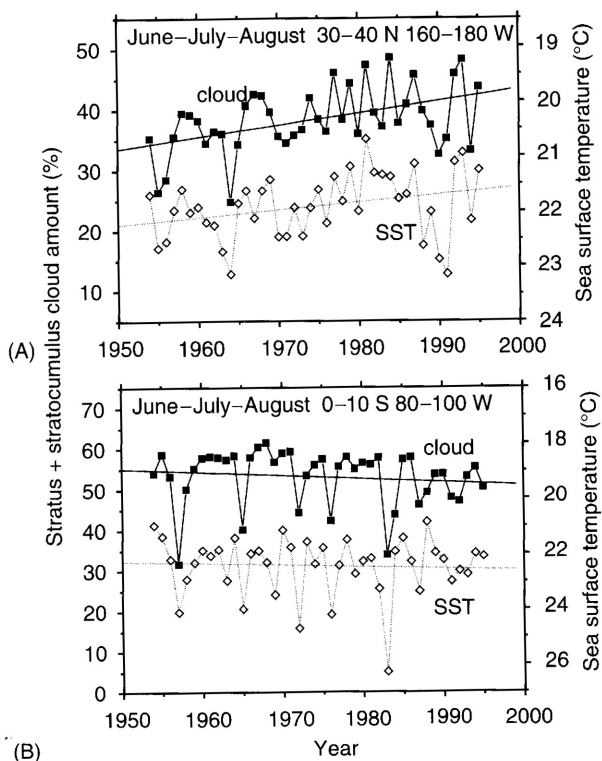 June–July–August 30–40 N 160–180 W
50
40
30
20
10
cloud
SST
19
20
21
22
23
24
1950 1960 1970 1980 1990 2000
(A)
Stratus + stratocumulus cloud amount (%)
Sea surface temperature (°C)
June–July–August 0–10 S 80–100 W
70
60
50
40
30
20
10
0
cloud
SST
16
18
19
20
22
23
24
26
Sea surface temperature (°C)
1950 1960 1970 1980 1990 2000
Year
(B)